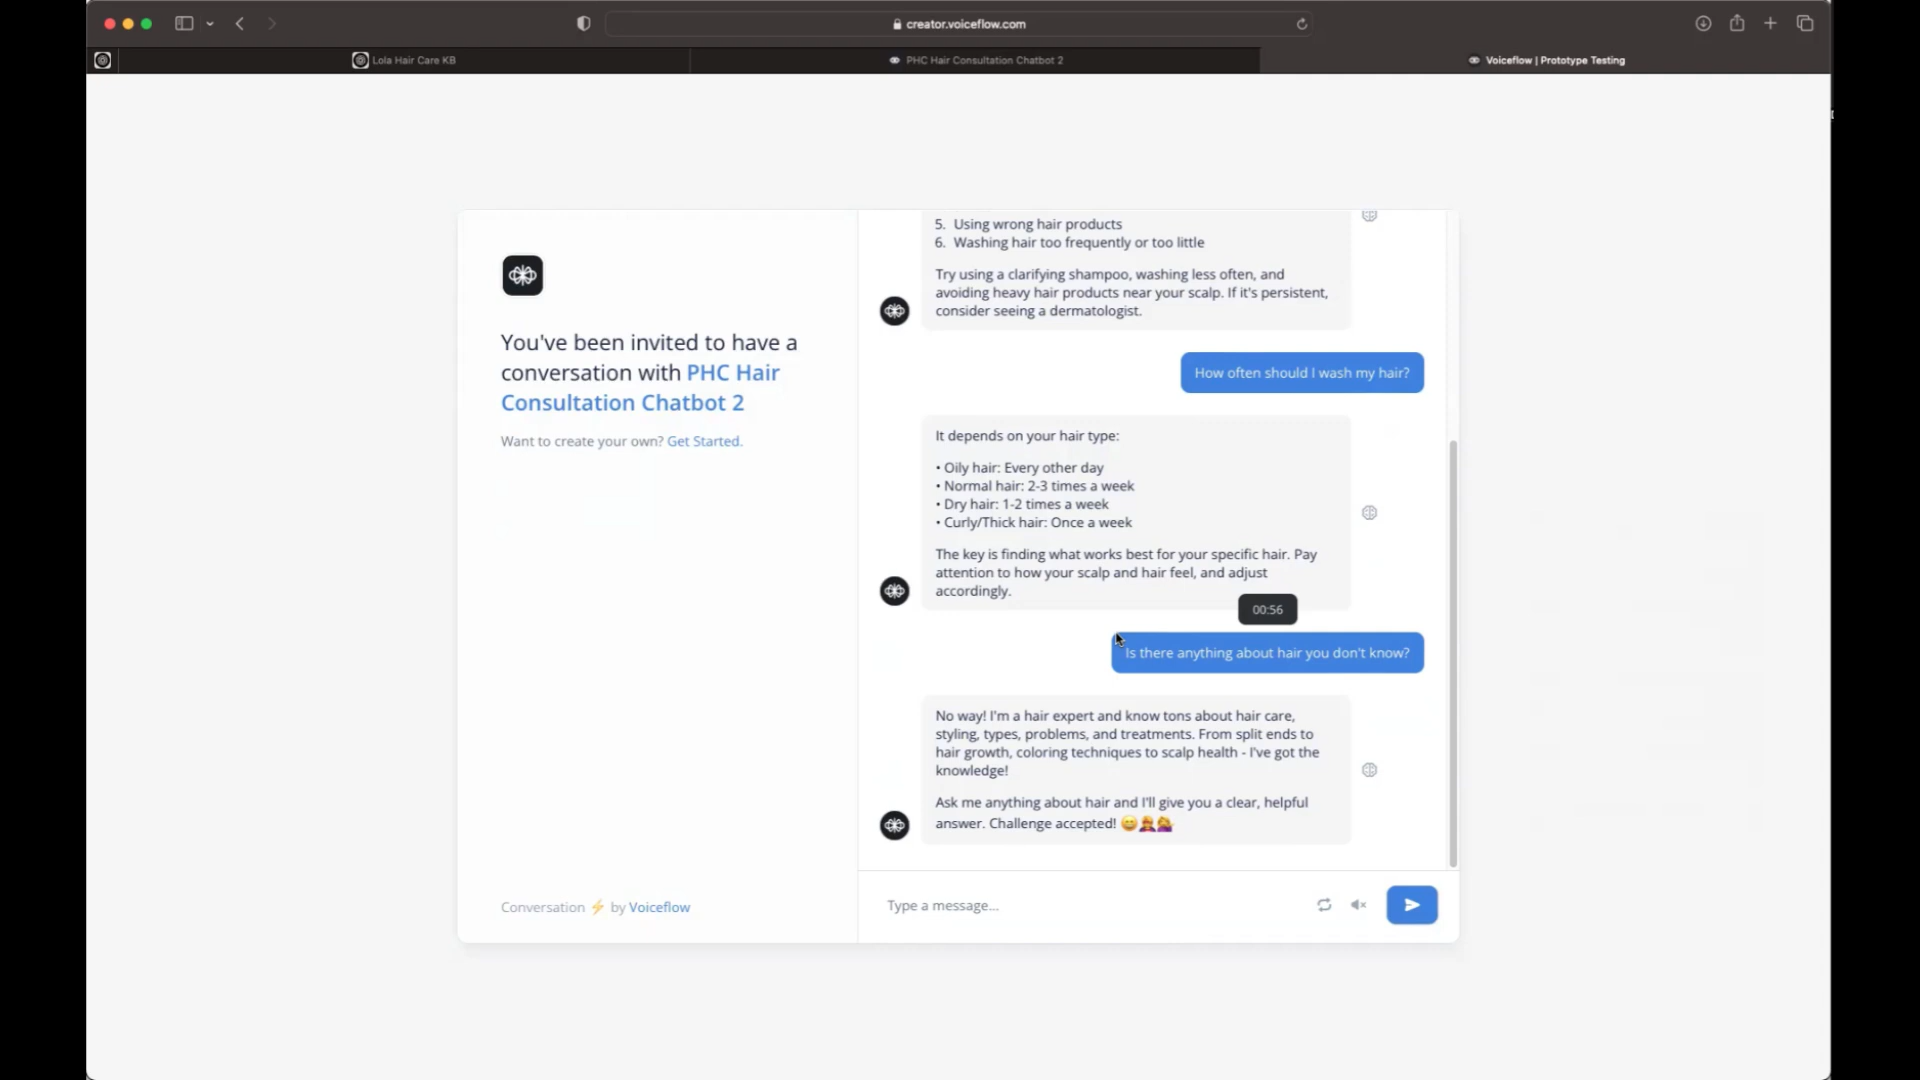 creator.voiceflow.com
Lola Hair Care KB
PHC Hair Consultation Chatbot 2
Voiceflow | Prototype Testing
You've been invited to have a
conversation with PHC Hair
Consultation Chatbot 2
Want to create your own? Get Started.
Conversation ⚡ by Voiceflow
5. Using wrong hair products
6. Washing hair too frequently or too little
Try using a clarifying shampoo, washing less often, and
avoiding heavy hair products near your scalp. If it's persistent,
consider seeing a dermatologist.
How often should I wash my hair?
It depends on your hair type:
• Oily hair: Every other day
• Normal hair: 2-3 times a week
• Dry hair: 1-2 times a week
• Curly/Thick hair: Once a week
The key is finding what works best for your specific hair. Pay
attention to how your scalp and hair feel, and adjust
accordingly.
00:56
Is there anything about hair you don't know?
No way! I'm a hair expert and know tons about hair care,
styling, types, problems, and treatments. From split ends to
hair growth, coloring techniques to scalp health - I've got the
knowledge!
Ask me anything about hair and I'll give you a clear, helpful
answer. Challenge accepted! 😄💆‍♀️💇‍♀️
Type a message...